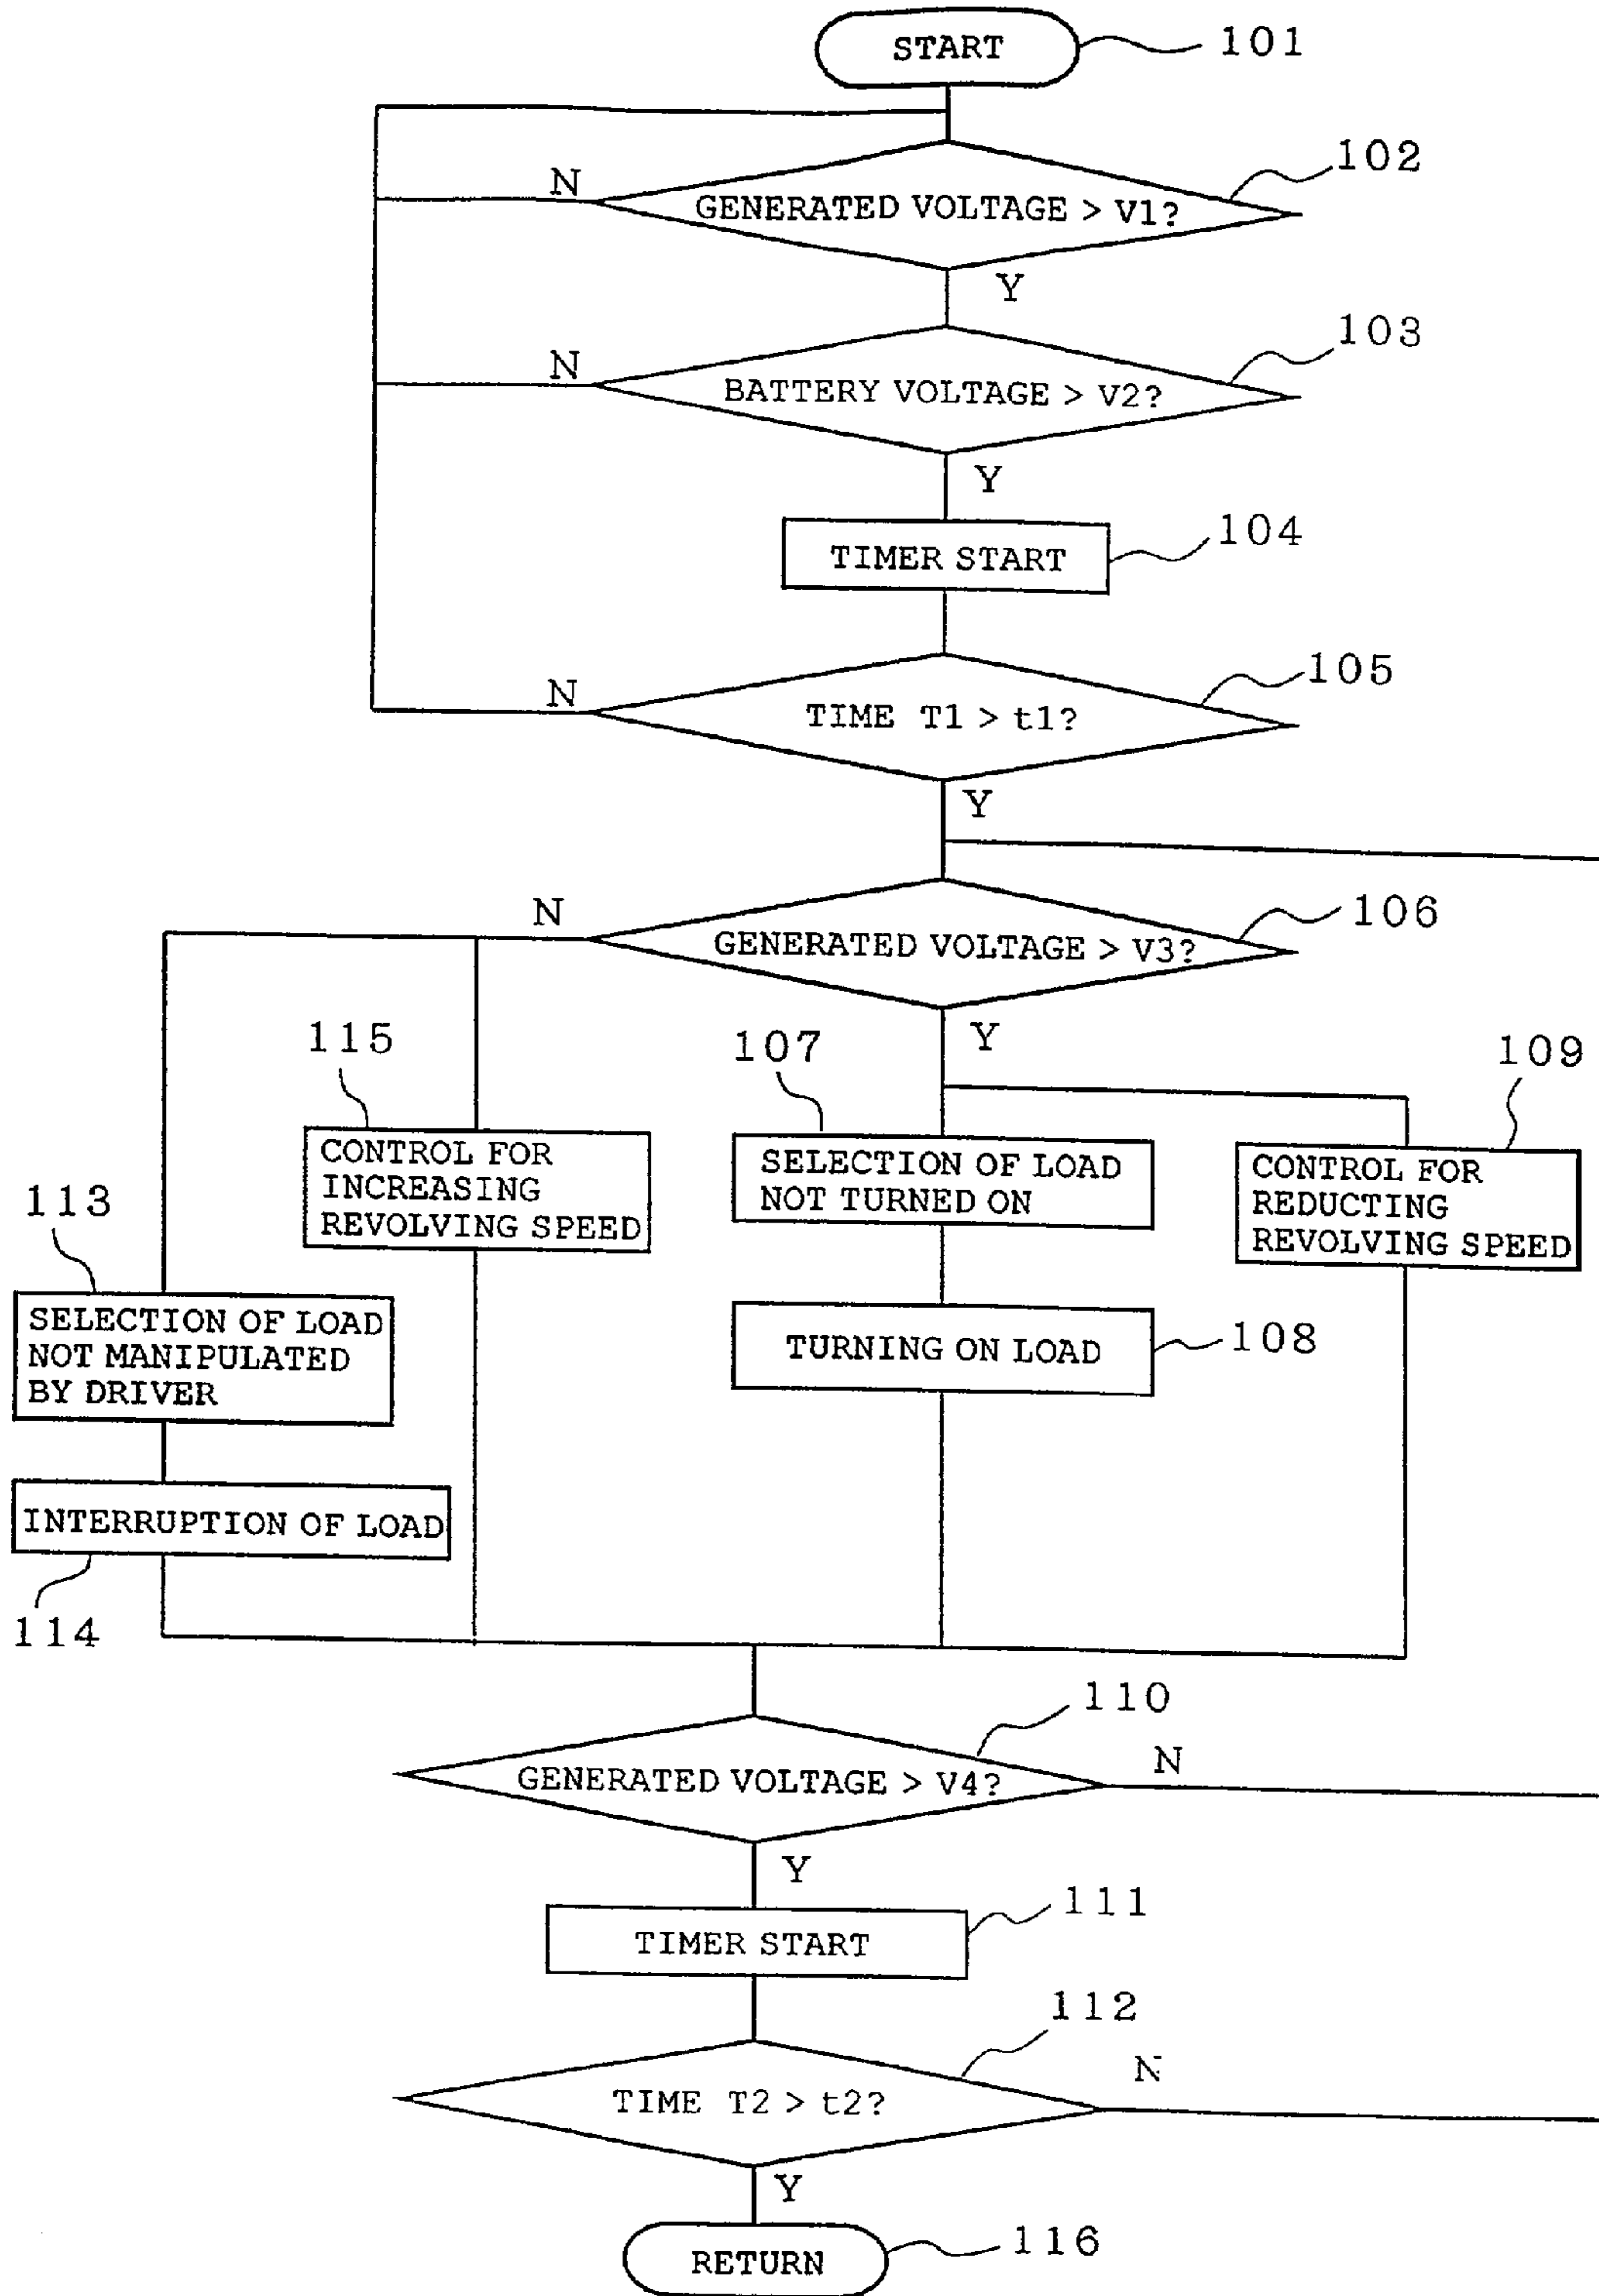 START
101
102
N
GENERATED VOLTAGE > V1?
Y
103
N
BATTERY VOLTAGE > V2?
Y
104
TIMER START
105
N
TIME T1 > t1?
Y
N
106
GENERATED VOLTAGE > V3?
115
107
Y
109
113
CONTROL FOR
INCREASING
REVOLVING SPEED
SELECTION OF LOAD
NOT TURNED ON
CONTROL FOR
REDUCTING
REVOLVING SPEED
SELECTION OF LOAD
NOT MANIPULATED
BY DRIVER
TURNING ON LOAD
108
INTERRUPTION OF LOAD
114
110
N
GENERATED VOLTAGE > V4?
Y
111
TIMER START
112
N
TIME T2 > t2?
Y
RETURN
116